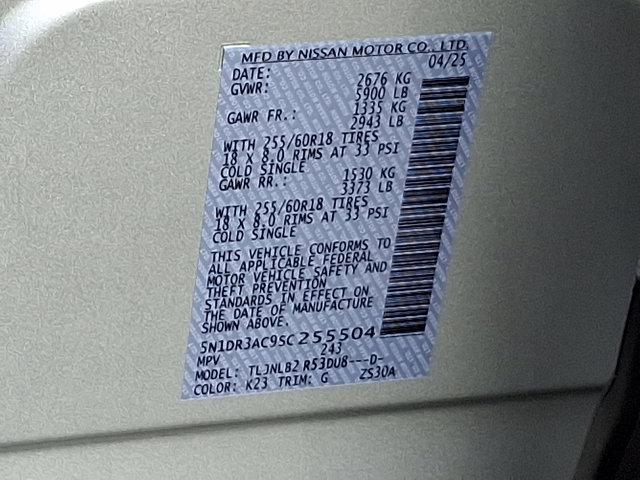 MFD BY NISSAN MOTOR CO., LTD.
DATE: 04/25
GVWR: 2676 KG
5900 LB
GAWR FR.: 1335 KG
2943 LB
WITH 255/60R18 TIRES
18 X 8.0 RIMS AT 33 PSI
COLD SINGLE
GAWR RR.: 1530 KG
3373 LB
WITH 255/60R18 TIRES
18 X 8.0 RIMS AT 33 PSI
COLD SINGLE
THIS VEHICLE CONFORMS TO
ALL APPLICABLE FEDERAL
MOTOR VEHICLE SAFETY AND
THEFT PREVENTION
STANDARDS IN EFFECT ON
THE DATE OF MANUFACTURE
SHOWN ABOVE.
5N1DR3AC9SC255504
MPV 243
MODEL: TLJNLB2 R53DU8---D-
COLOR: K23 TRIM: G ZS30A